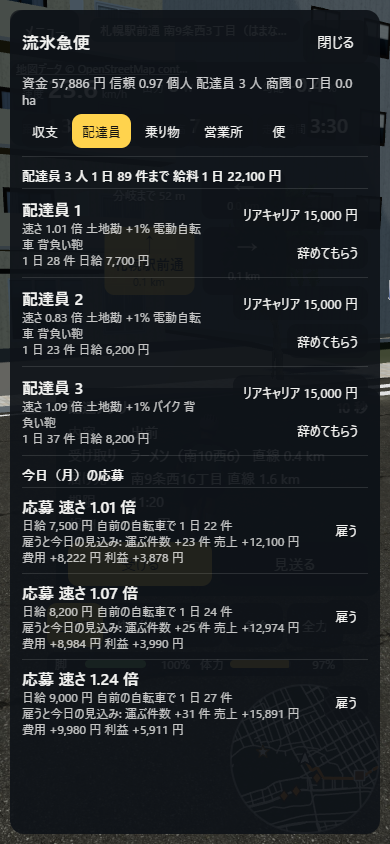 流氷急便
閉じる
資金 57,886 円 信頼 0.97 個人 配達員 3 人 商圏 0 丁目 0.0
ha
収支
配達員
乗り物
営業所
便
3:30
配達員 3 人 1 日 89 件まで 給料 1 日 22,100 円
配達員 1
速さ 1.01 倍 土地勘 +1% 電動自転
車 背負い鞄
1 日 28 件 日給 7,700 円
リアキャリア 15,000 円
辞めてもらう
配達員 2
速さ 0.83 倍 土地勘 +1% 電動自転
車 背負い鞄
1 日 23 件 日給 6,200 円
リアキャリア 15,000 円
辞めてもらう
配達員 3
速さ 1.09 倍 土地勘 +1% バイク 背
負い鞄
1 日 37 件 日給 8,200 円
リアキャリア 15,000 円
辞めてもらう
今日（月）の応募
応募 速さ 1.01 倍
日給 7,500 円 自前の自転車で 1 日 22 件
雇うと今日の見込み: 運ぶ件数 +23 件 売上 +12,100 円
費用 +8,222 円 利益 +3,878 円
雇う
応募 速さ 1.07 倍
日給 8,200 円 自前の自転車で 1 日 24 件
雇うと今日の見込み: 運ぶ件数 +25 件 売上 +12,974 円
費用 +8,984 円 利益 +3,990 円
雇う
見送る
100%
体力
97%
応募 速さ 1.24 倍
日給 9,000 円 自前の自転車で 1 日 27 件
雇うと今日の見込み: 運ぶ件数 +31 件 売上 +15,891 円
費用 +9,980 円 利益 +5,911 円
雇う